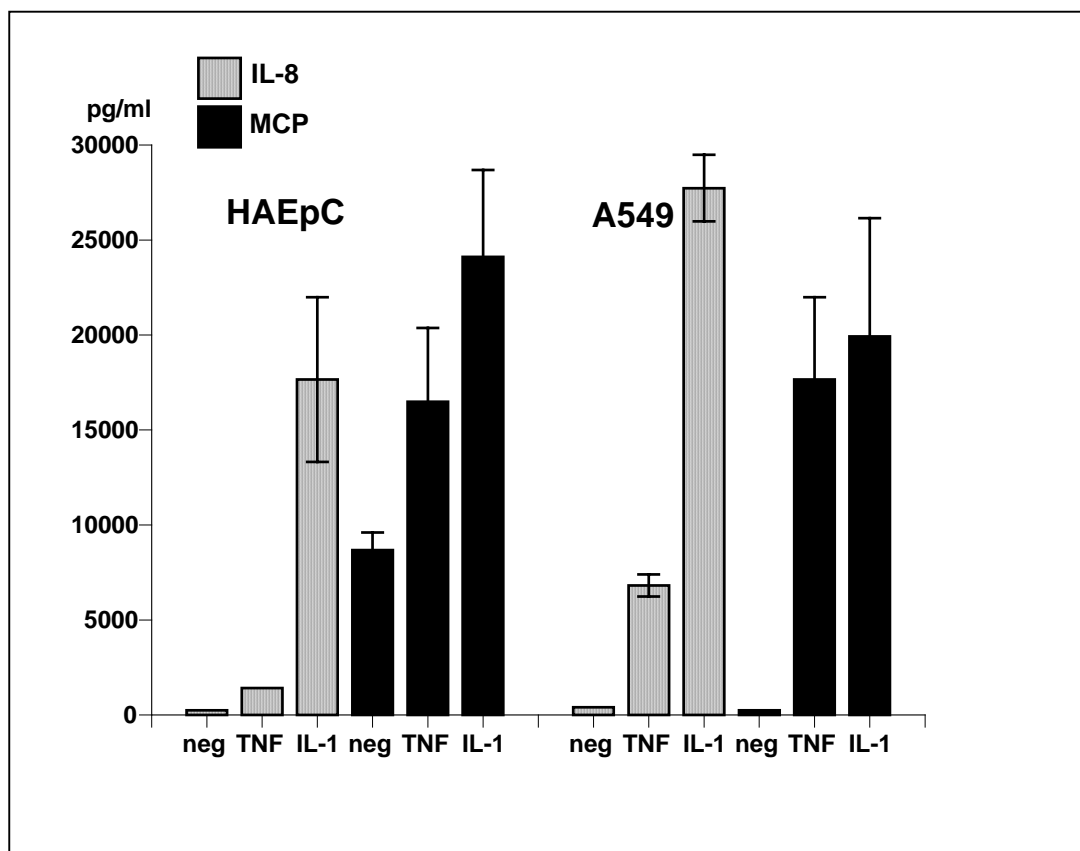 IL-8
MCP
pg/ml
30000
25000
20000
15000
10000
5000
0
HAEpC
A549
neg TNF IL-1 neg TNF IL-1 neg TNF IL-1 neg TNF IL-1